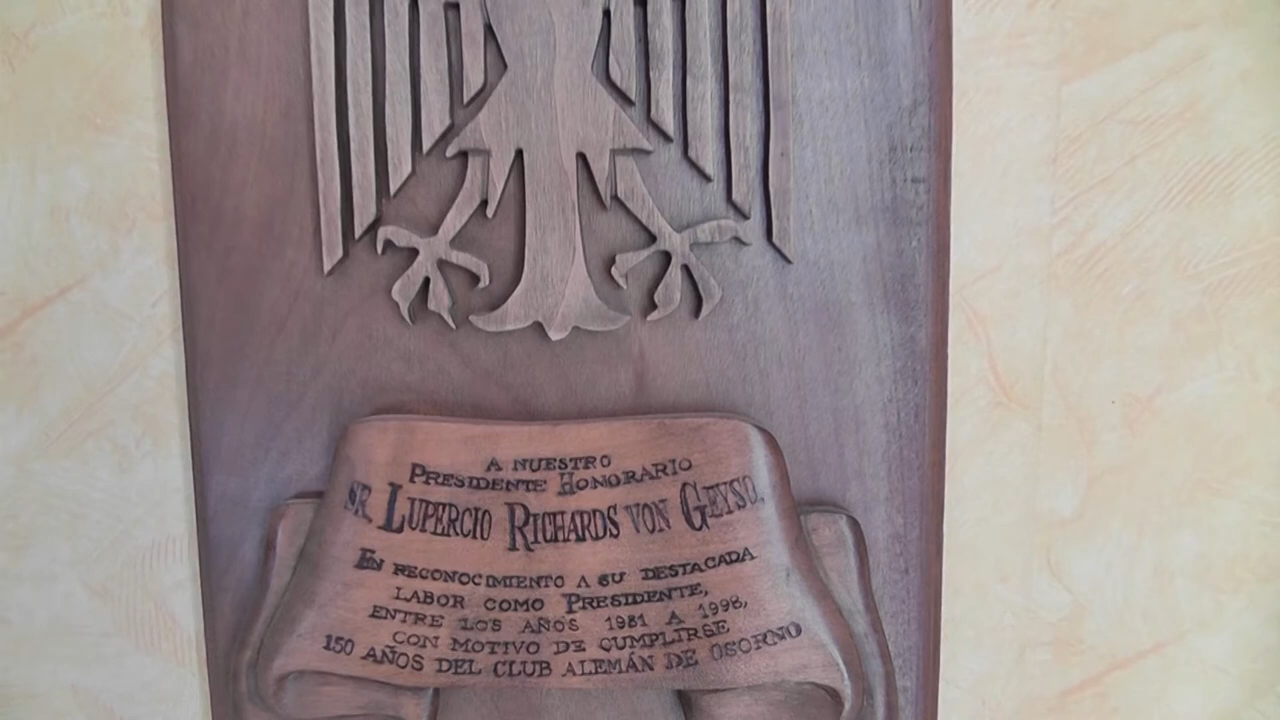 A NUESTRO
PRESIDENTE HONORARIO
SR. LUPERCIO RICHARDS VON GEYSO,
EN RECONOCIMIENTO A SU DESTACADA
LABOR COMO PRESIDENTE,
ENTRE LOS AÑOS 1981 A 1998,
CON MOTIVO DE CUMPLIRSE
150 AÑOS DEL CLUB ALEMÁN DE OSORNO